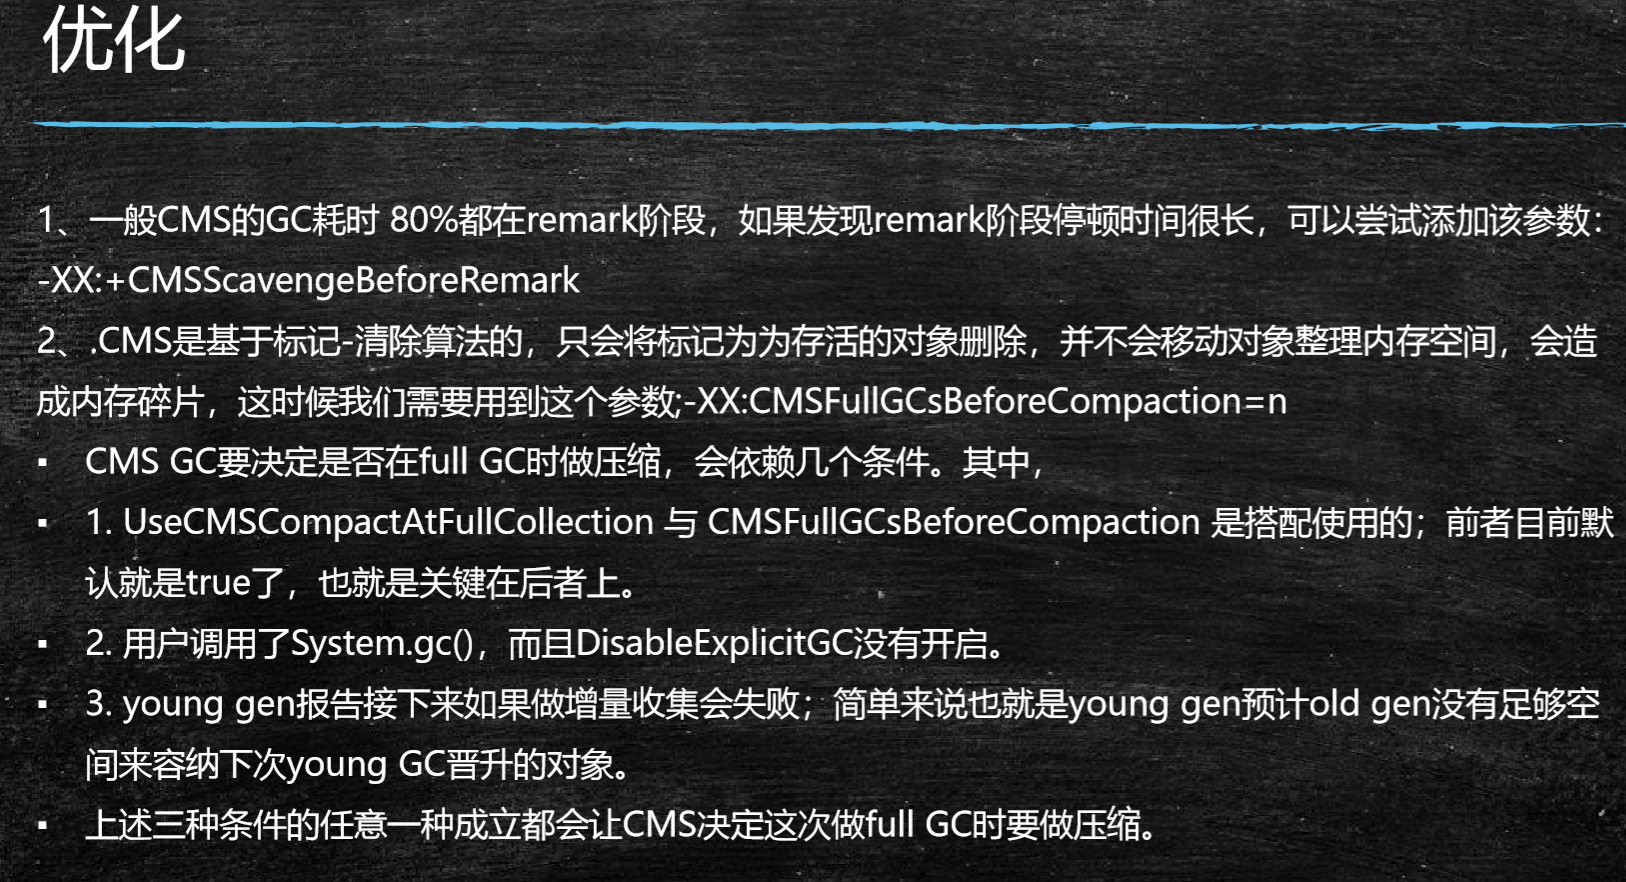 优化
1、一般CMS的GC耗时 80%都在remark阶段，如果发现remark阶段停顿时间很长，可以尝试添加该参数：
-XX:+CMSScavengeBeforeRemark
2、.CMS是基于标记-清除算法的，只会将标记为为存活的对象删除，并不会移动对象整理内存空间，会造
成内存碎片，这时候我们需要用到这个参数;-XX:CMSFullGCsBeforeCompaction=n
▪ CMS GC要决定是否在full GC时做压缩，会依赖几个条件。其中，
▪ 1. UseCMSCompactAtFullCollection 与 CMSFullGCsBeforeCompaction 是搭配使用的；前者目前默
认就是true了，也就是关键在后者上。
▪ 2. 用户调用了System.gc()，而且DisableExplicitGC没有开启。
▪ 3. young gen报告接下来如果做增量收集会失败；简单来说也就是young gen预计old gen没有足够空
间来容纳下次young GC晋升的对象。
▪ 上述三种条件的任意一种成立都会让CMS决定这次做full GC时要做压缩。